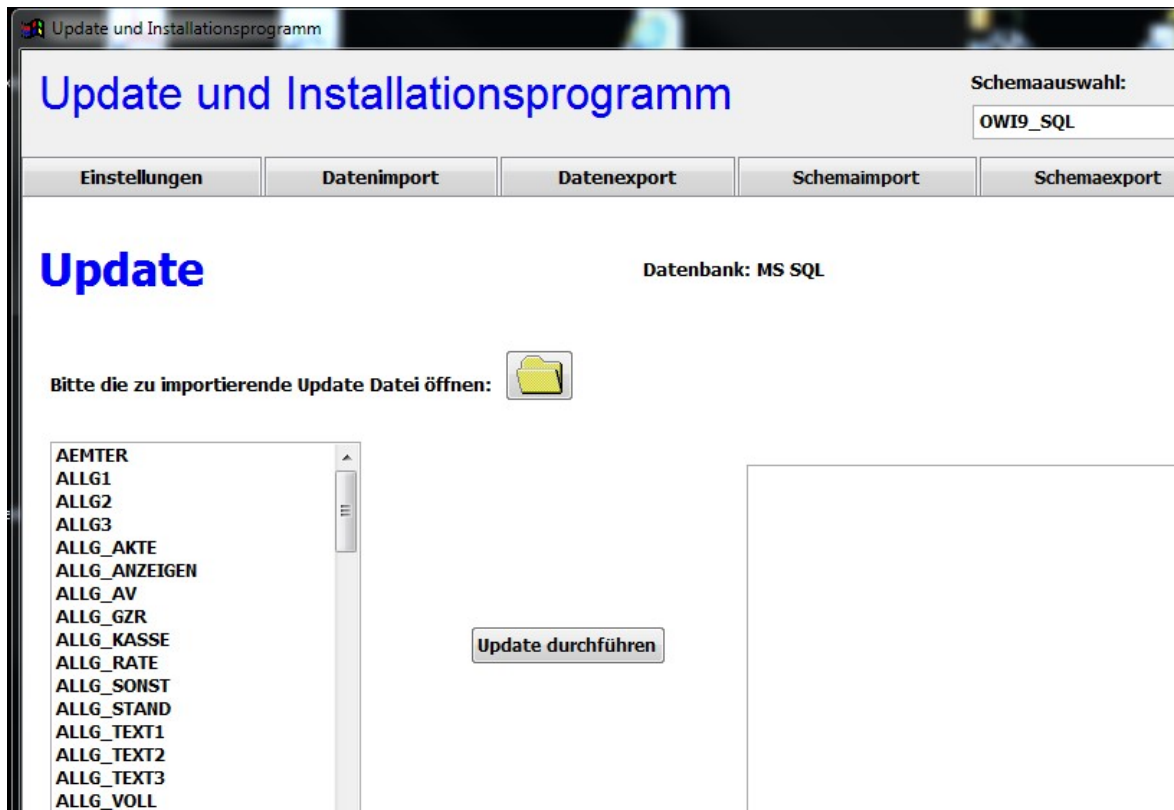 Update und Installationsprogramm
Update und Installationsprogramm
Schemaauswahl:
OWI9_SQL
Einstellungen
Datenimport
Datenexport
Schemaimport
Schemaexport
Update
Datenbank: MS SQL
Bitte die zu importierende Update Datei öffnen:
AEMTER
ALLG1
ALLG2
ALLG3
ALLG_AKTE
ALLG_ANZEIGEN
ALLG_AV
ALLG_GZR
ALLG_KASSE
ALLG_RATE
ALLG_SONST
ALLG_STAND
ALLG_TEXT1
ALLG_TEXT2
ALLG_TEXT3
ALLG_VOLL
Update durchführen